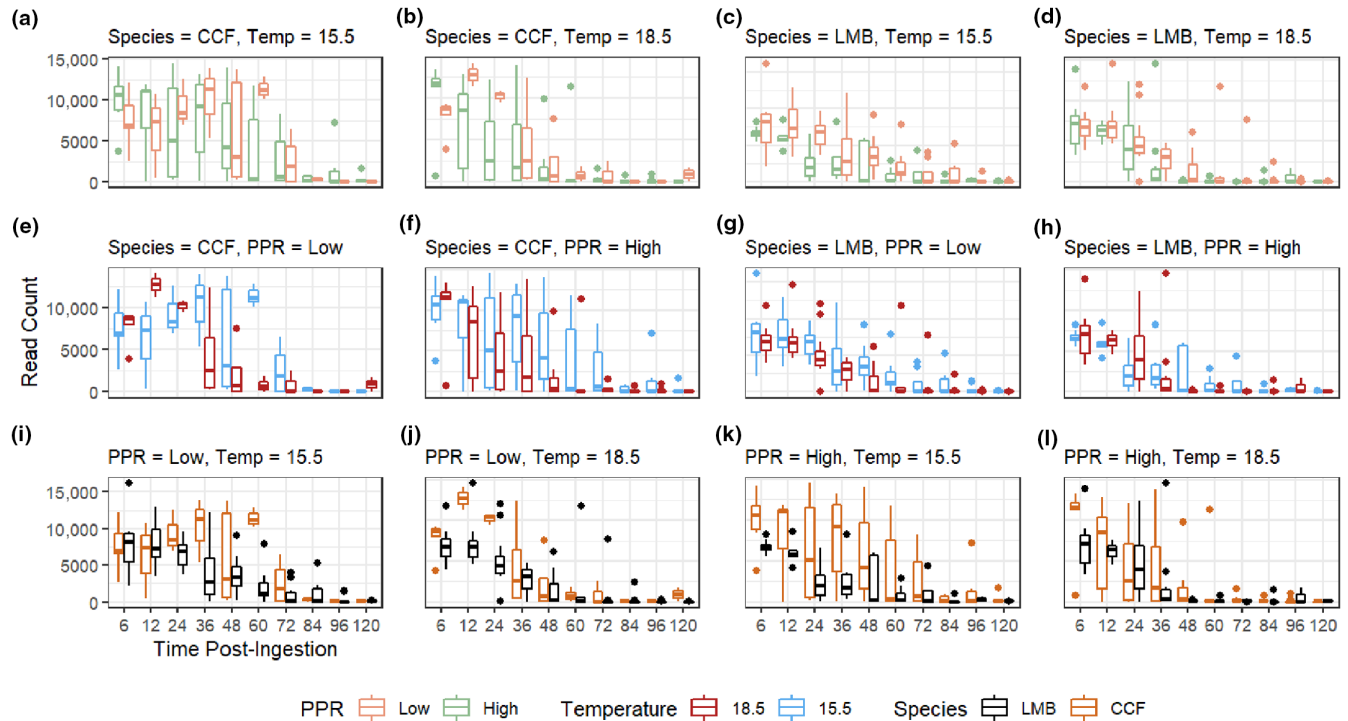 (a) (b) (c) (d)
Species = CCF, Temp = 15.5 Species = CCF, Temp = 18.5 Species = LMB, Temp = 15.5 Species = LMB, Temp = 18.5
15,000
10,000
5000
0
(e) (f) (g) (h)
Species = CCF, PPR = Low Species = CCF, PPR = High Species = LMB, PPR = Low Species = LMB, PPR = High
Read Count
10,000
5000
0
(i) (j) (k) (l)
PPR = Low, Temp = 15.5 PPR = Low, Temp = 18.5 PPR = High, Temp = 15.5 PPR = High, Temp = 18.5
15,000
10,000
5000
0
6 12 24 36 48 60 72 84 96 120 6 12 24 36 48 60 72 84 96 120 6 12 24 36 48 60 72 84 96 120 6 12 24 36 48 60 72 84 96 120
Time Post-Ingestion
PPR Low High Temperature 18.5 15.5 Species LMB CCF